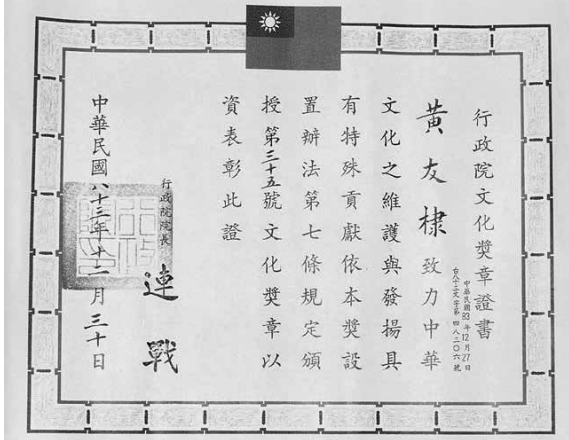 行政院文化獎章證書
中華民國83年12月27日
台八十三文字第四八二〇六號
黃友棣致力中華
文化之維護與發揚具
有特殊貢獻依本獎設
置辦法第七條規定頒
授第三十五號文化獎章以
資表彰此證
行政院院長
連戰
中華民國八十三年十二月三十日